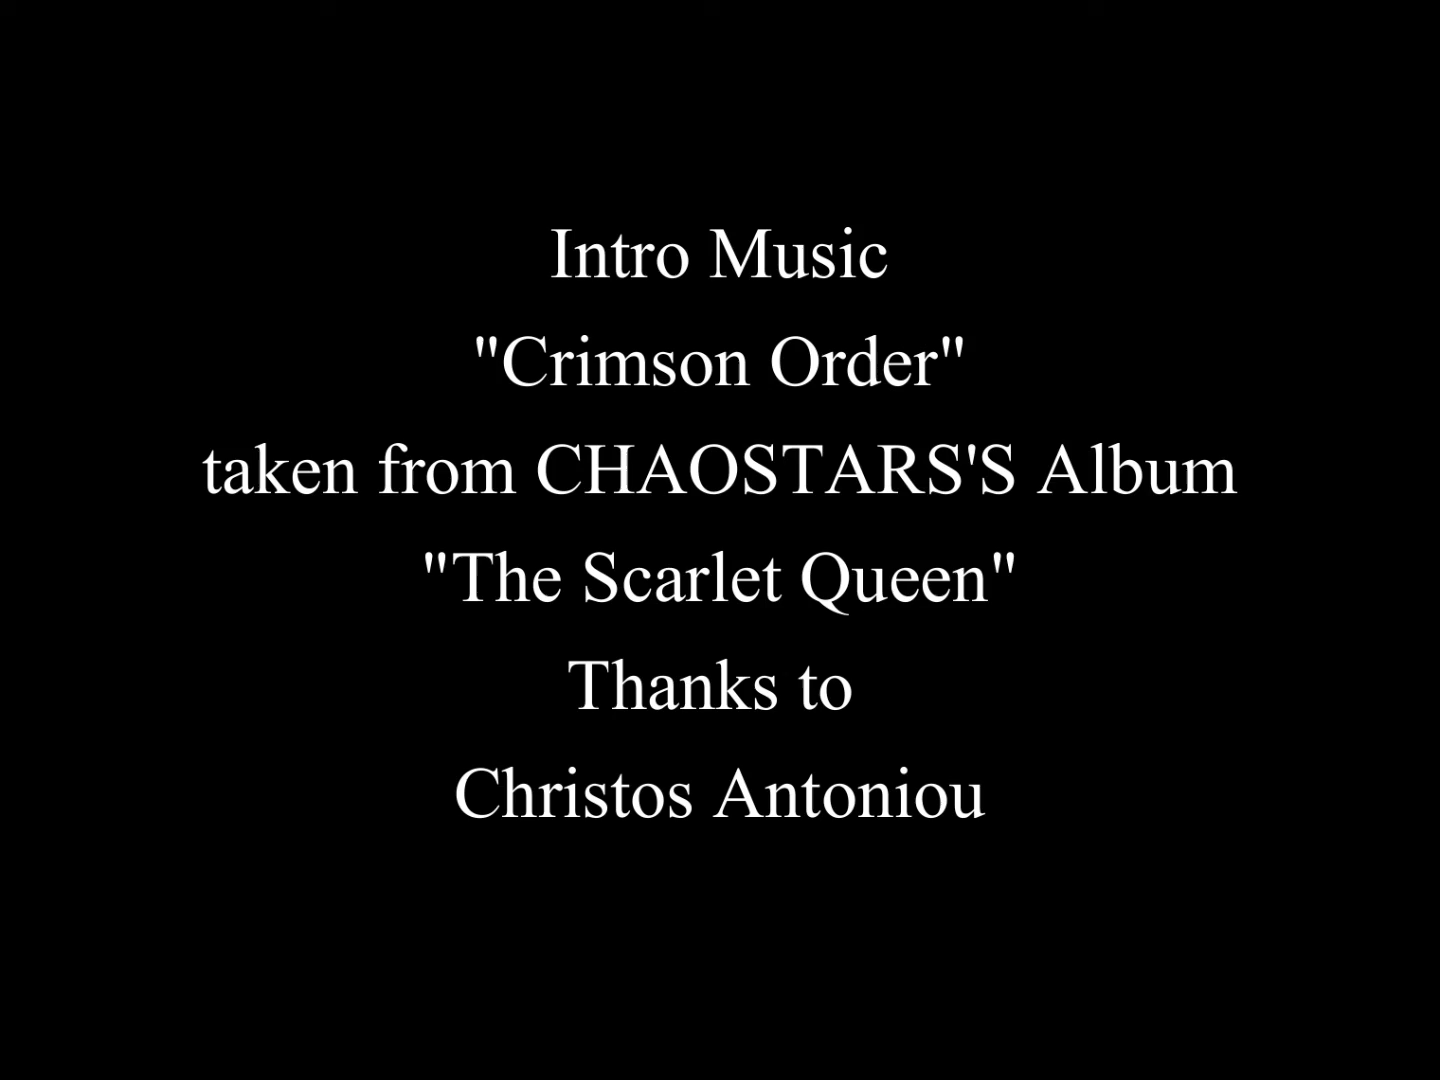 Intro Music
"Crimson Order"
taken from CHAOSTARS'S Album
"The Scarlet Queen"
Thanks to
Christos Antoniou